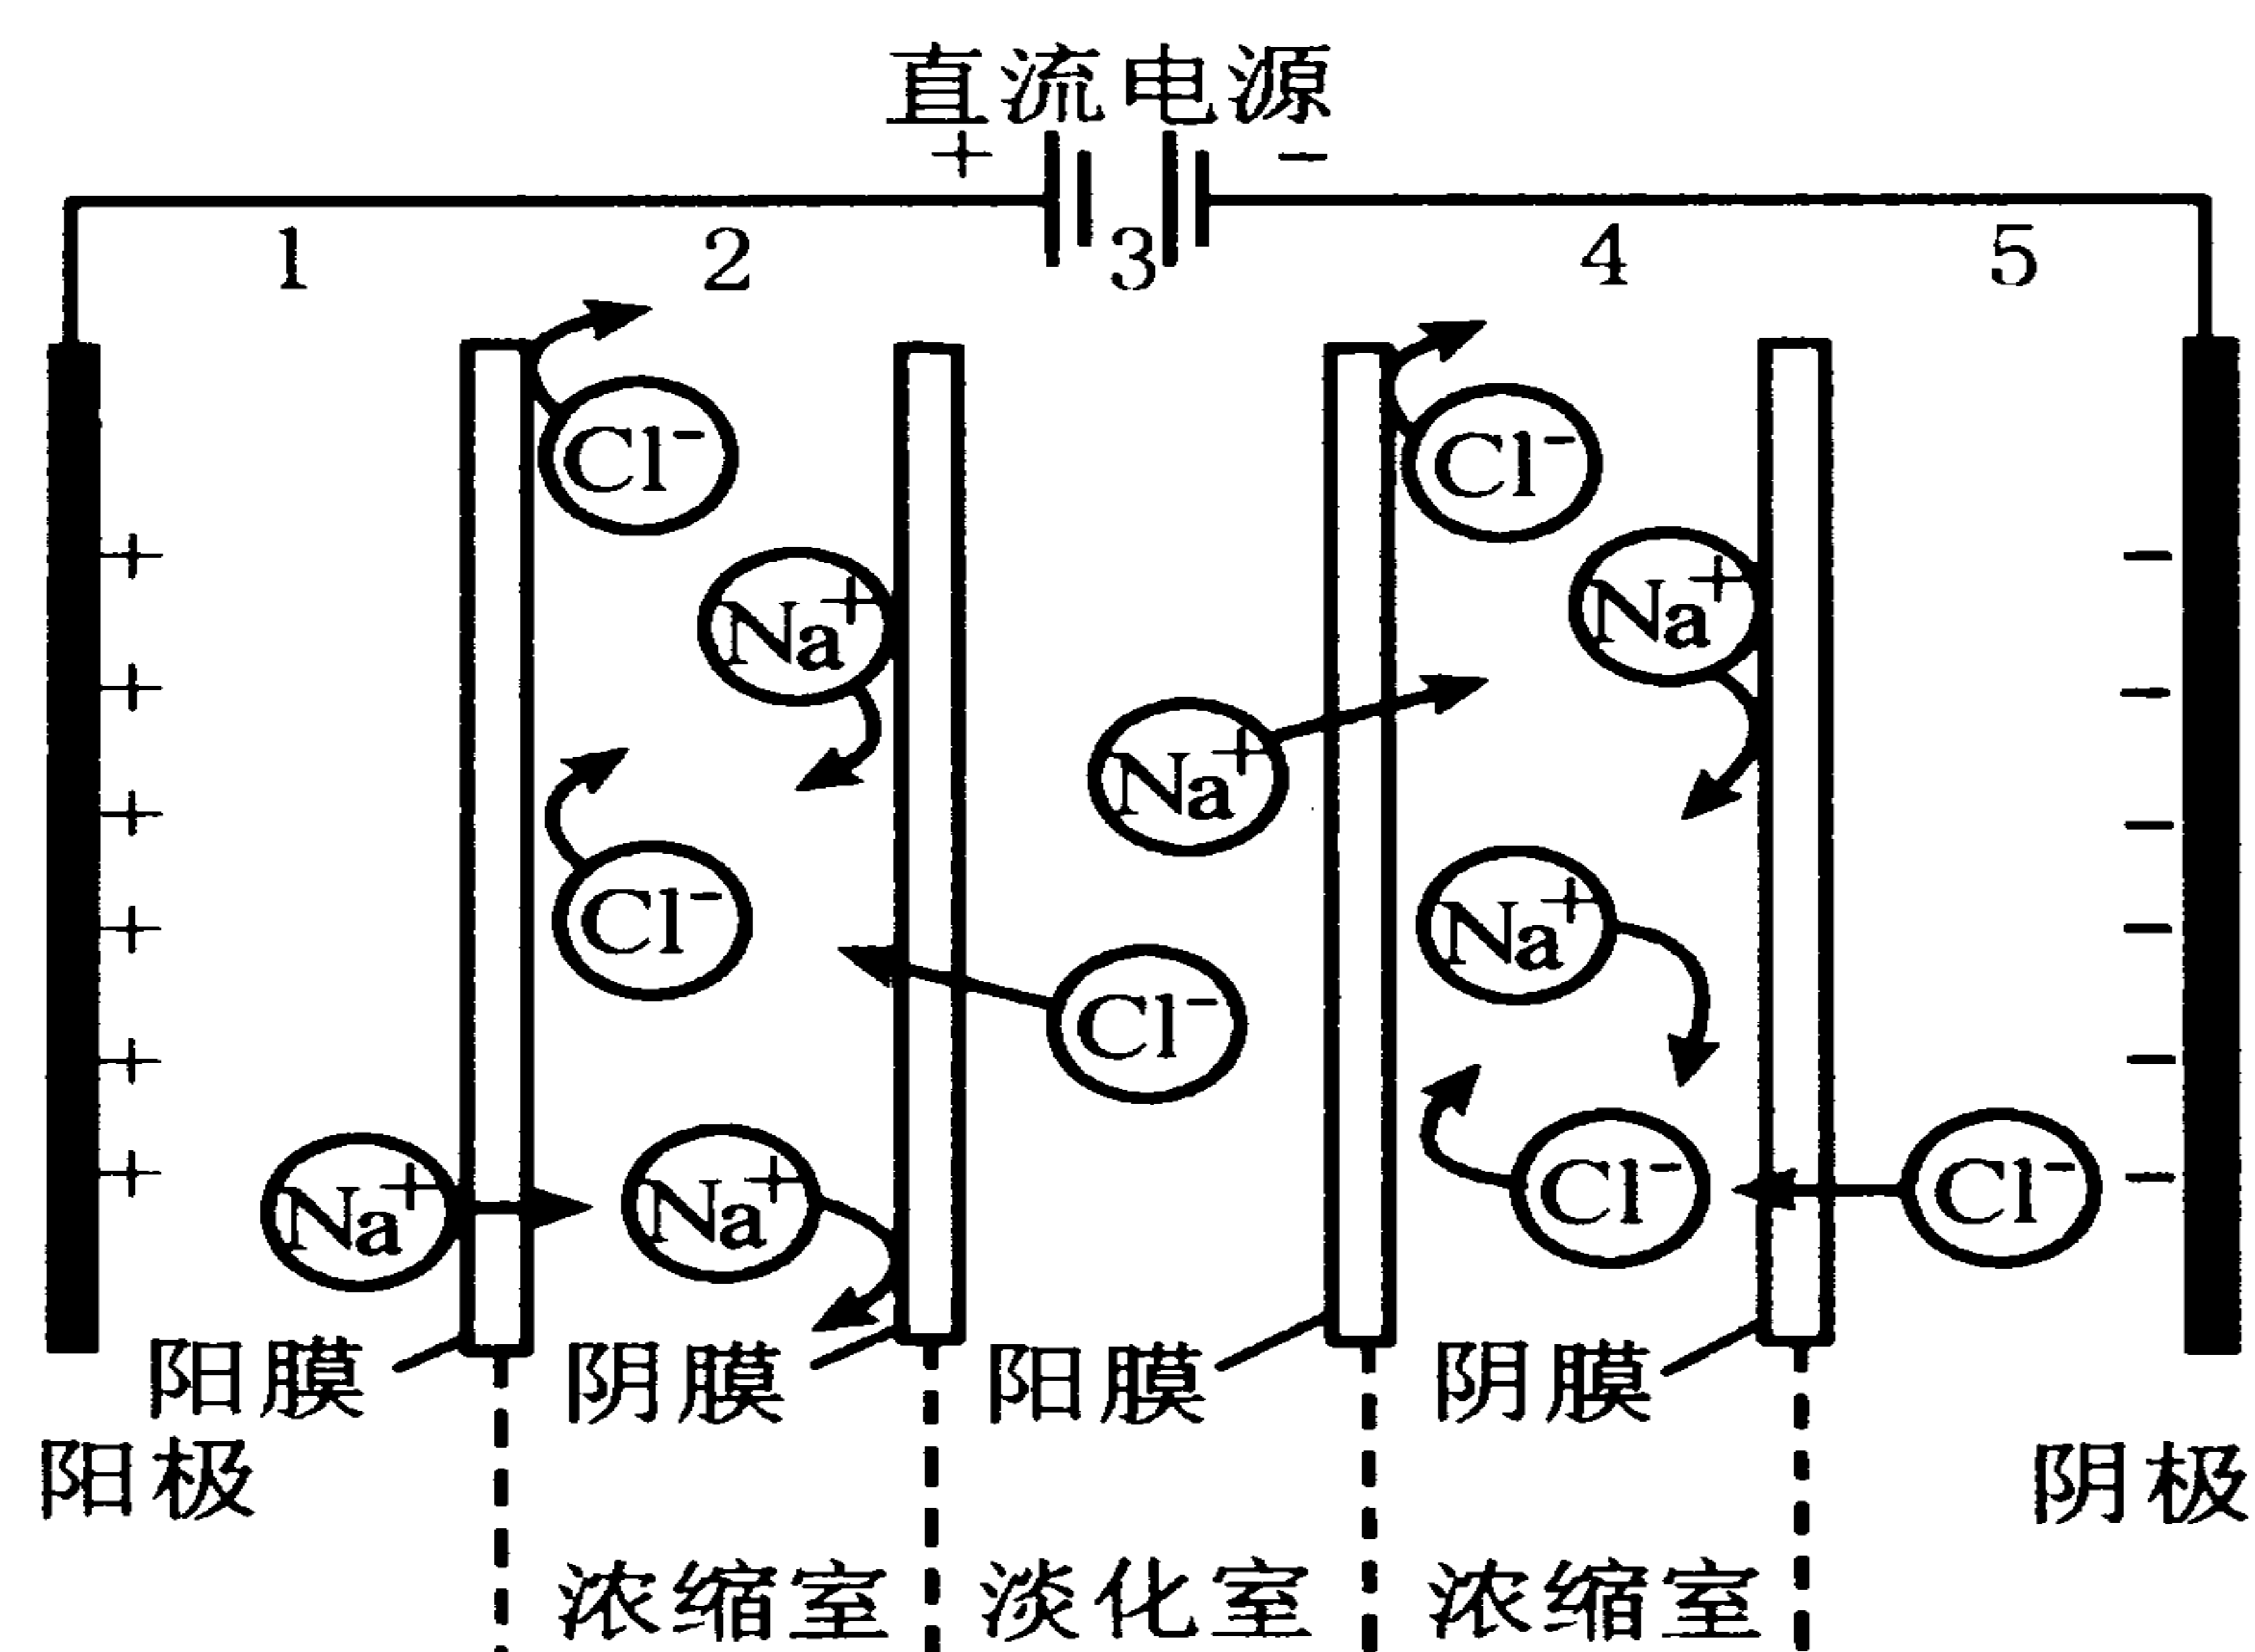 直流电源
+ −
1 2 3 4 5
Cl⁻ Cl⁻
Na⁺ Na⁺
Na⁺
Cl⁻ Na⁺
Cl⁻
Na⁺ Na⁺ Cl⁻ Cl⁻
阳膜 阴膜 阳膜 阴膜
阳极 阴极
浓缩室 淡化室 浓缩室